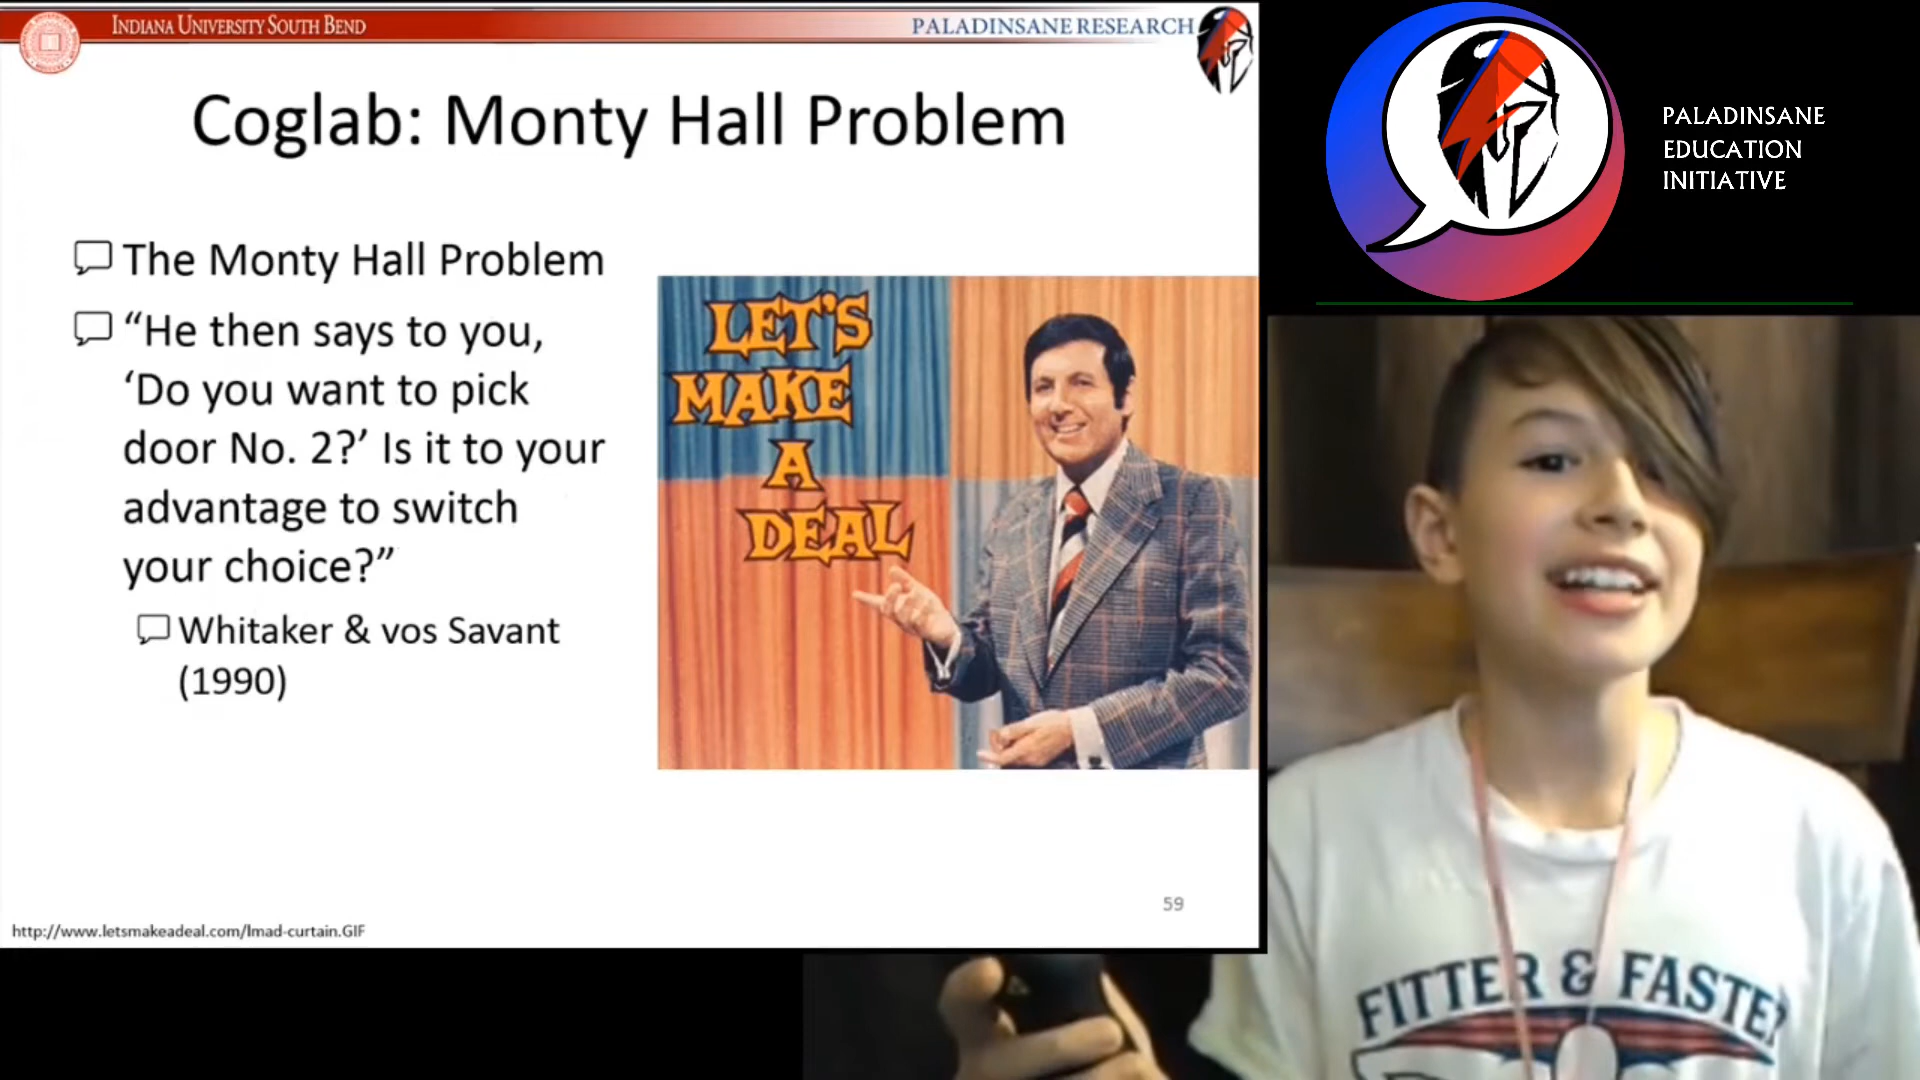 INDIANA UNIVERSITY SOUTH BEND
PALADINSANE RESEARCH
Coglab: Monty Hall Problem
The Monty Hall Problem
“He then says to you,
‘Do you want to pick
door No. 2?’ Is it to your
advantage to switch
your choice?”
Whitaker & vos Savant
(1990)
LET'S
MAKE
A
DEAL
59
http://www.letsmakeadeal.com/lmad-curtain.GIF
PALADINSANE
EDUCATION
INITIATIVE
FITTER & FASTER